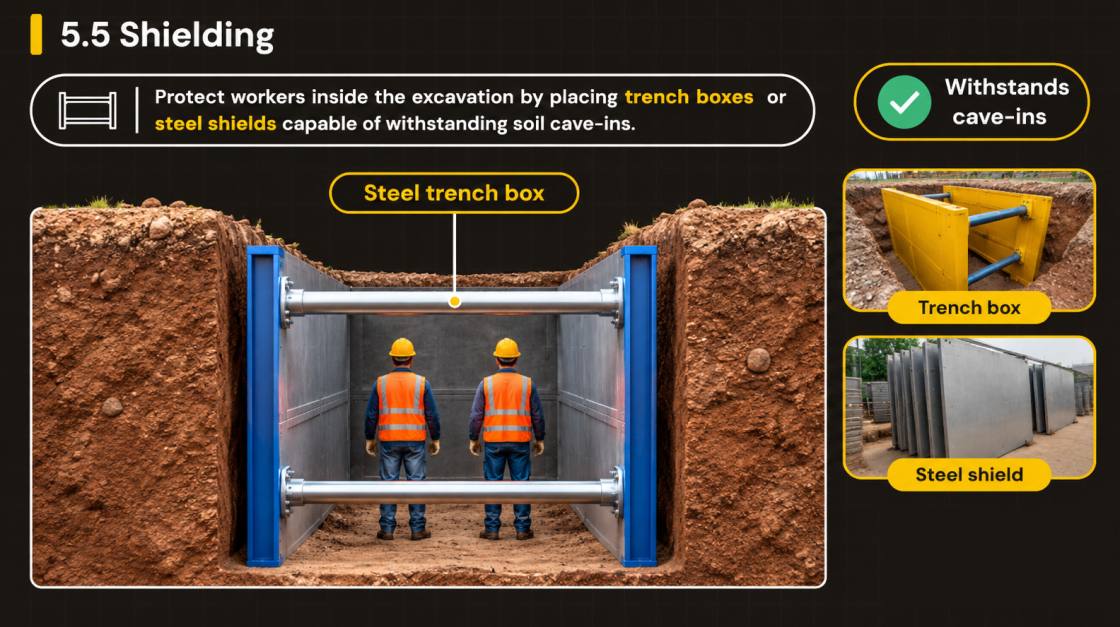 5.5 Shielding
Protect workers inside the excavation by placing trench boxes or
steel shields capable of withstanding soil cave-ins.
Withstands
cave-ins
Steel trench box
Trench box
Steel shield